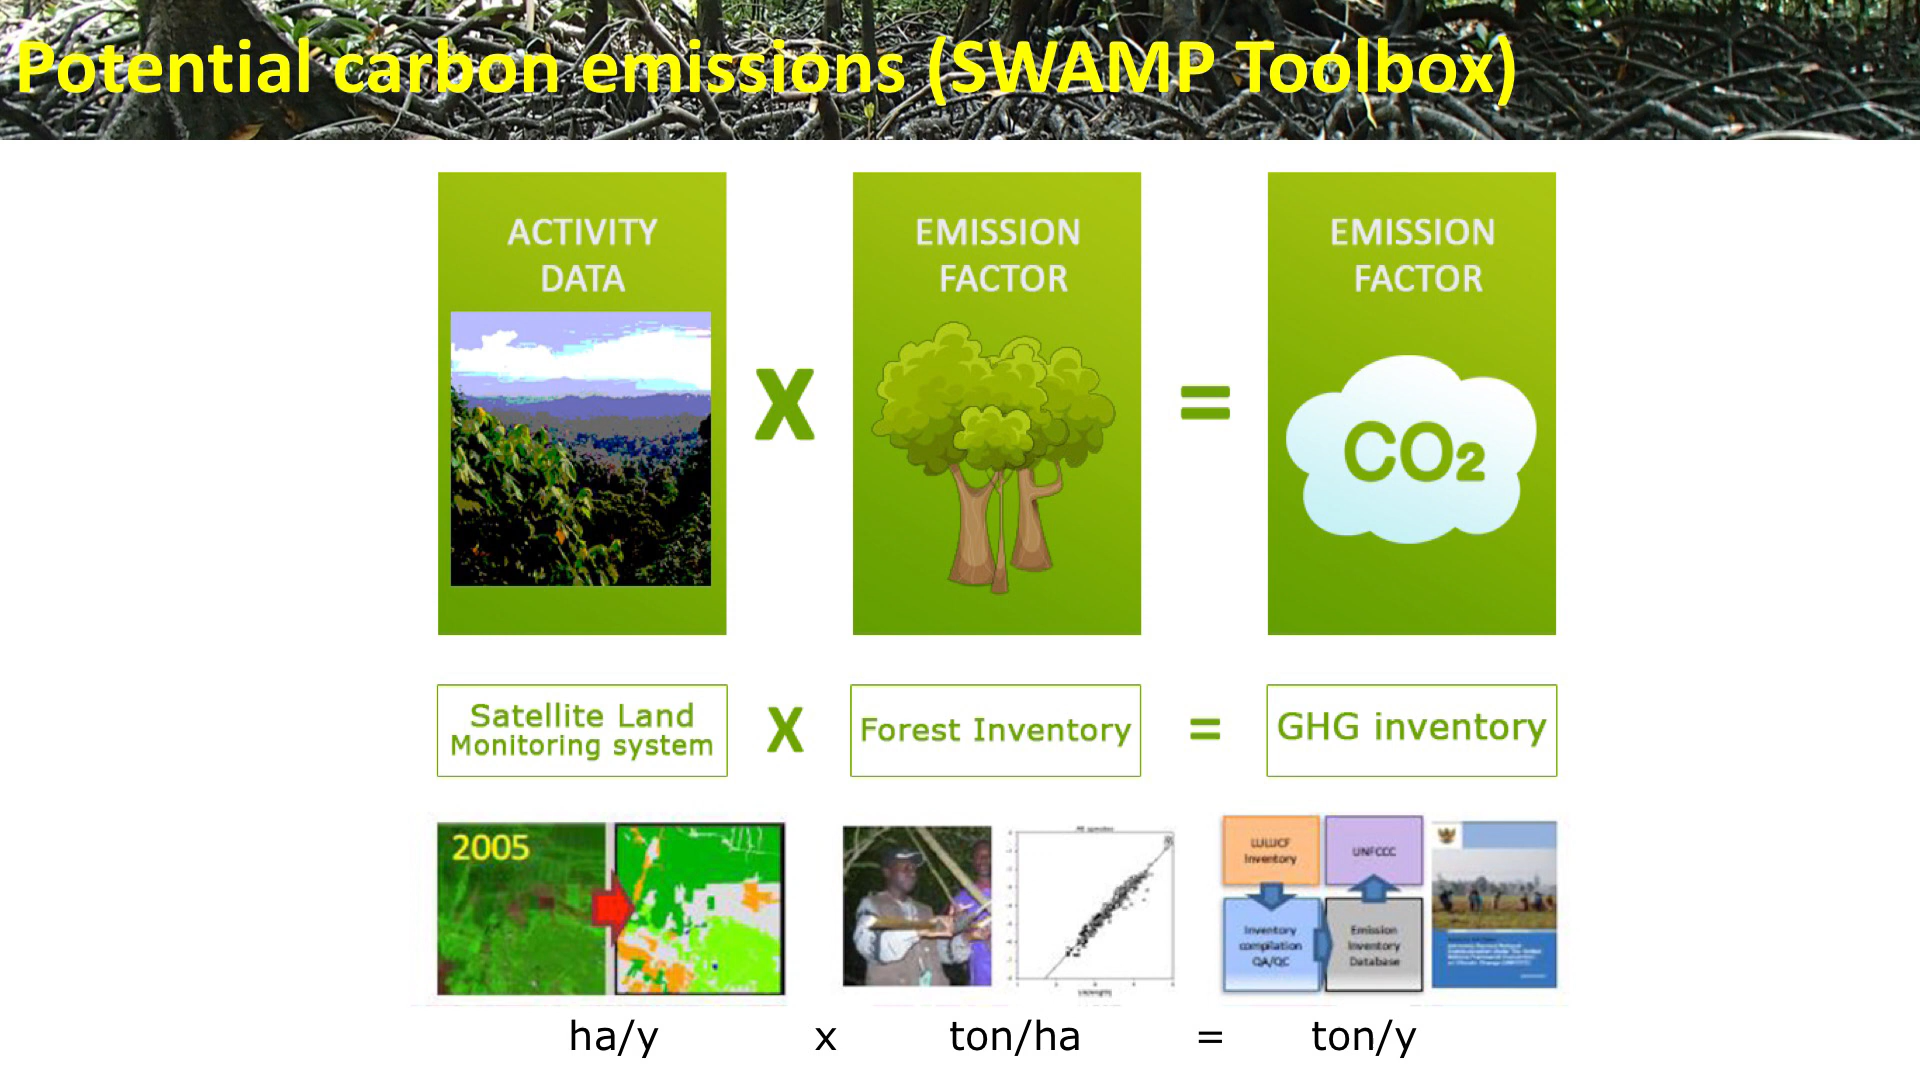 Potential carbon emissions (SWAMP Toolbox)
ACTIVITY
DATA
X
EMISSION
FACTOR
=
EMISSION
FACTOR
CO₂
Satellite Land
Monitoring system
X
Forest Inventory
=
GHG inventory
2005
LULUCF
Inventory
UNFCCC
Inventory
compilation
QA/QC
Emission
Inventory
Database
ha/y
x
ton/ha
=
ton/y